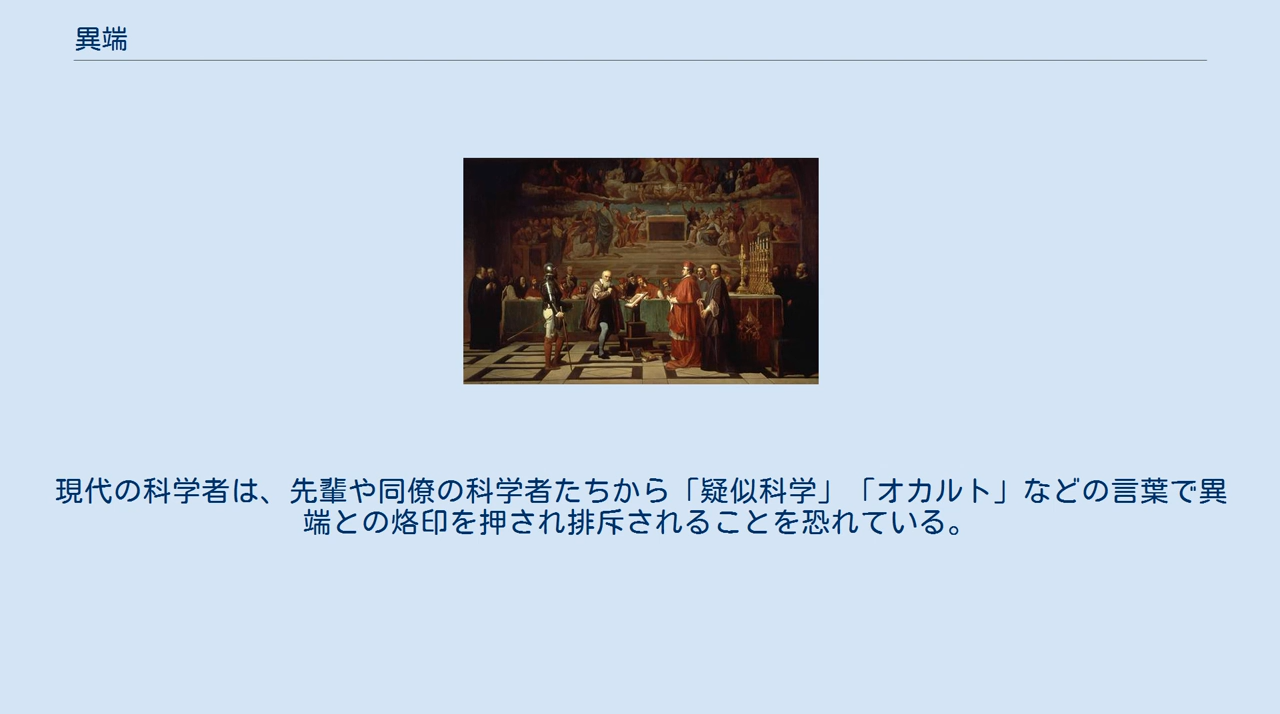 異端
現代の科学者は、先輩や同僚の科学者たちから「疑似科学」「オカルト」などの言葉で異
端との烙印を押され排斥されることを恐れている。